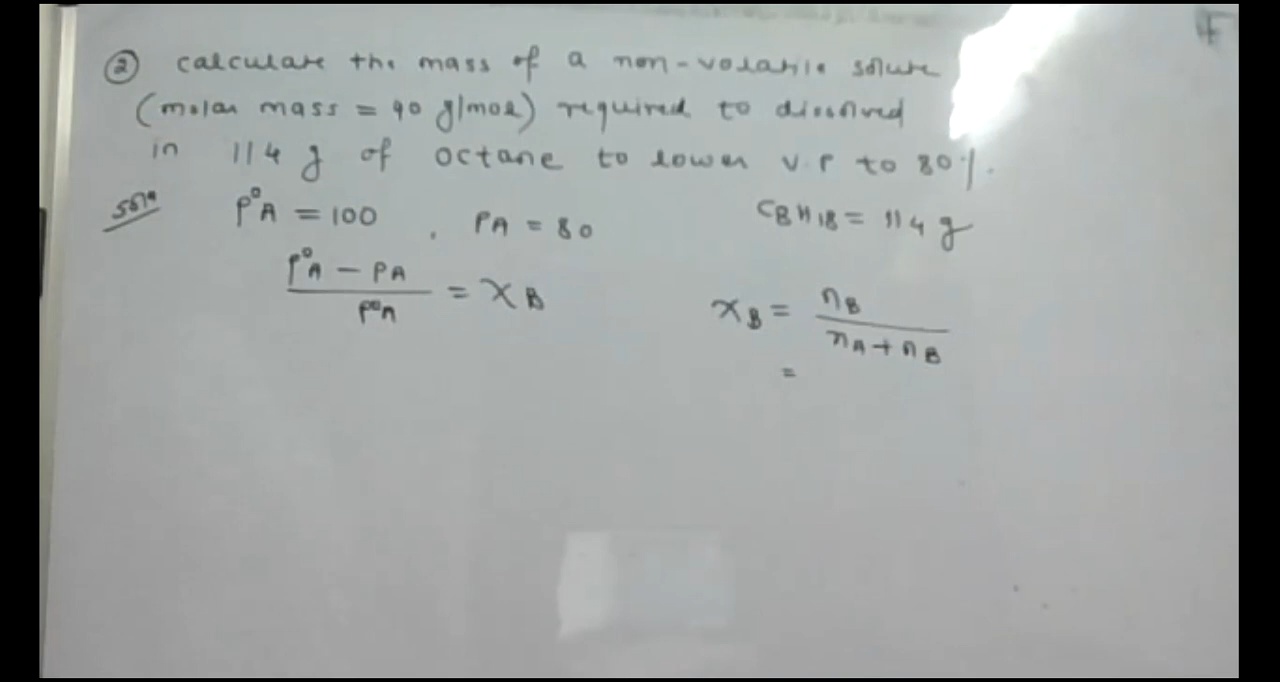 ② calculate the mass of a non-volatile solute
(molar mass = 40 g/mol) required to dissolved
in 114 g of octane to lower v.p to 80%.
Soln P°A = 100, PA = 80 C8H18 = 114 g
P°A - PA / P°A = XB
XB = nB / nA + nB
=